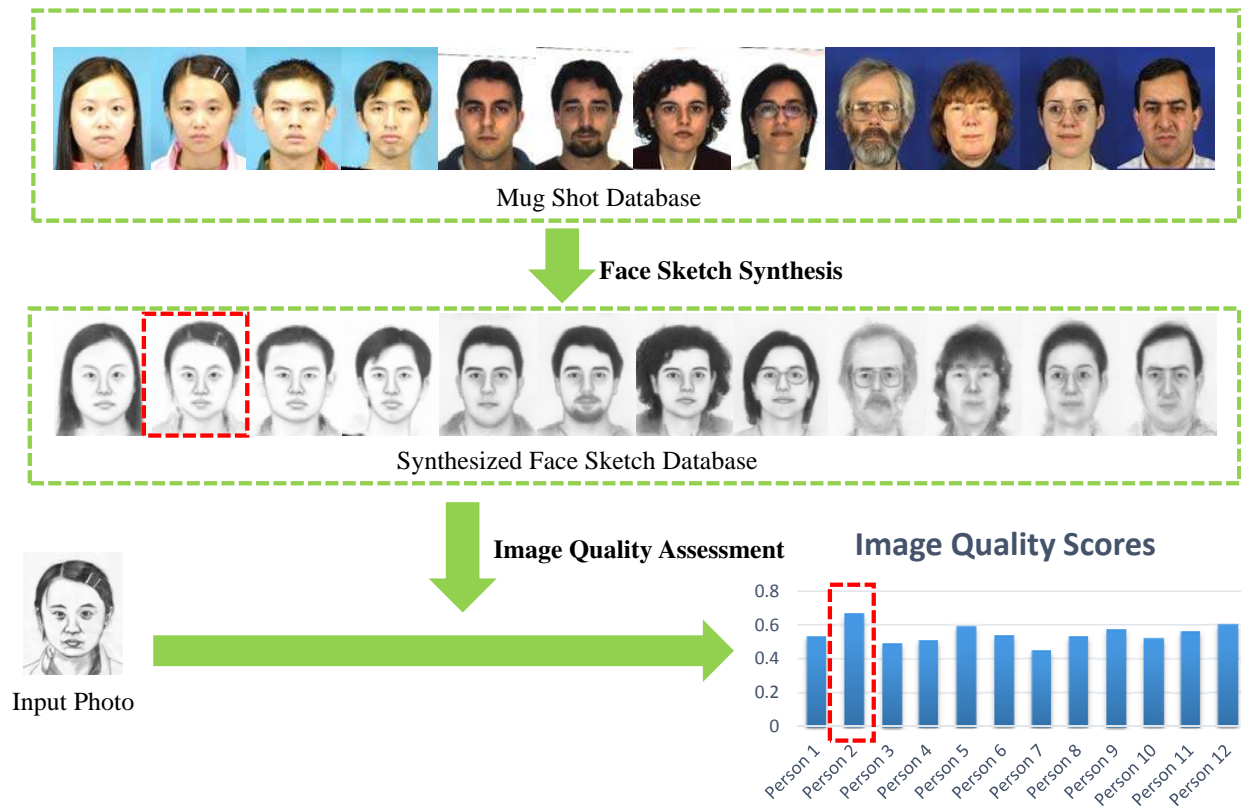 Mug Shot Database
Face Sketch Synthesis
Synthesized Face Sketch Database
Image Quality Assessment
Input Photo
Image Quality Scores
0.8
0.6
0.4
0.2
0
Person 1
Person 2
Person 3
Person 4
Person 5
Person 6
Person 7
Person 8
Person 9
Person 10
Person 11
Person 12